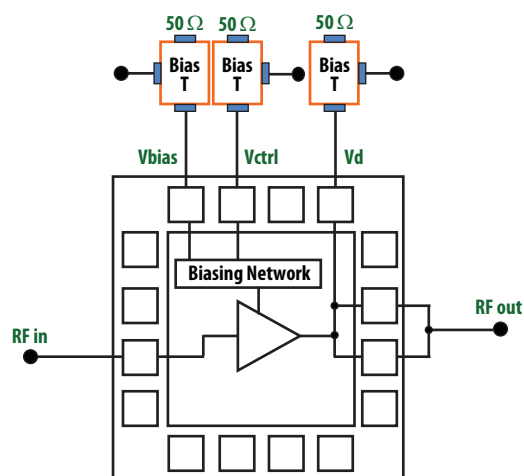 50 Ω 50 Ω 50 Ω
Bias Bias Bias
T T T
Vbias Vctrl Vd
Biasing Network
RF in
RF out